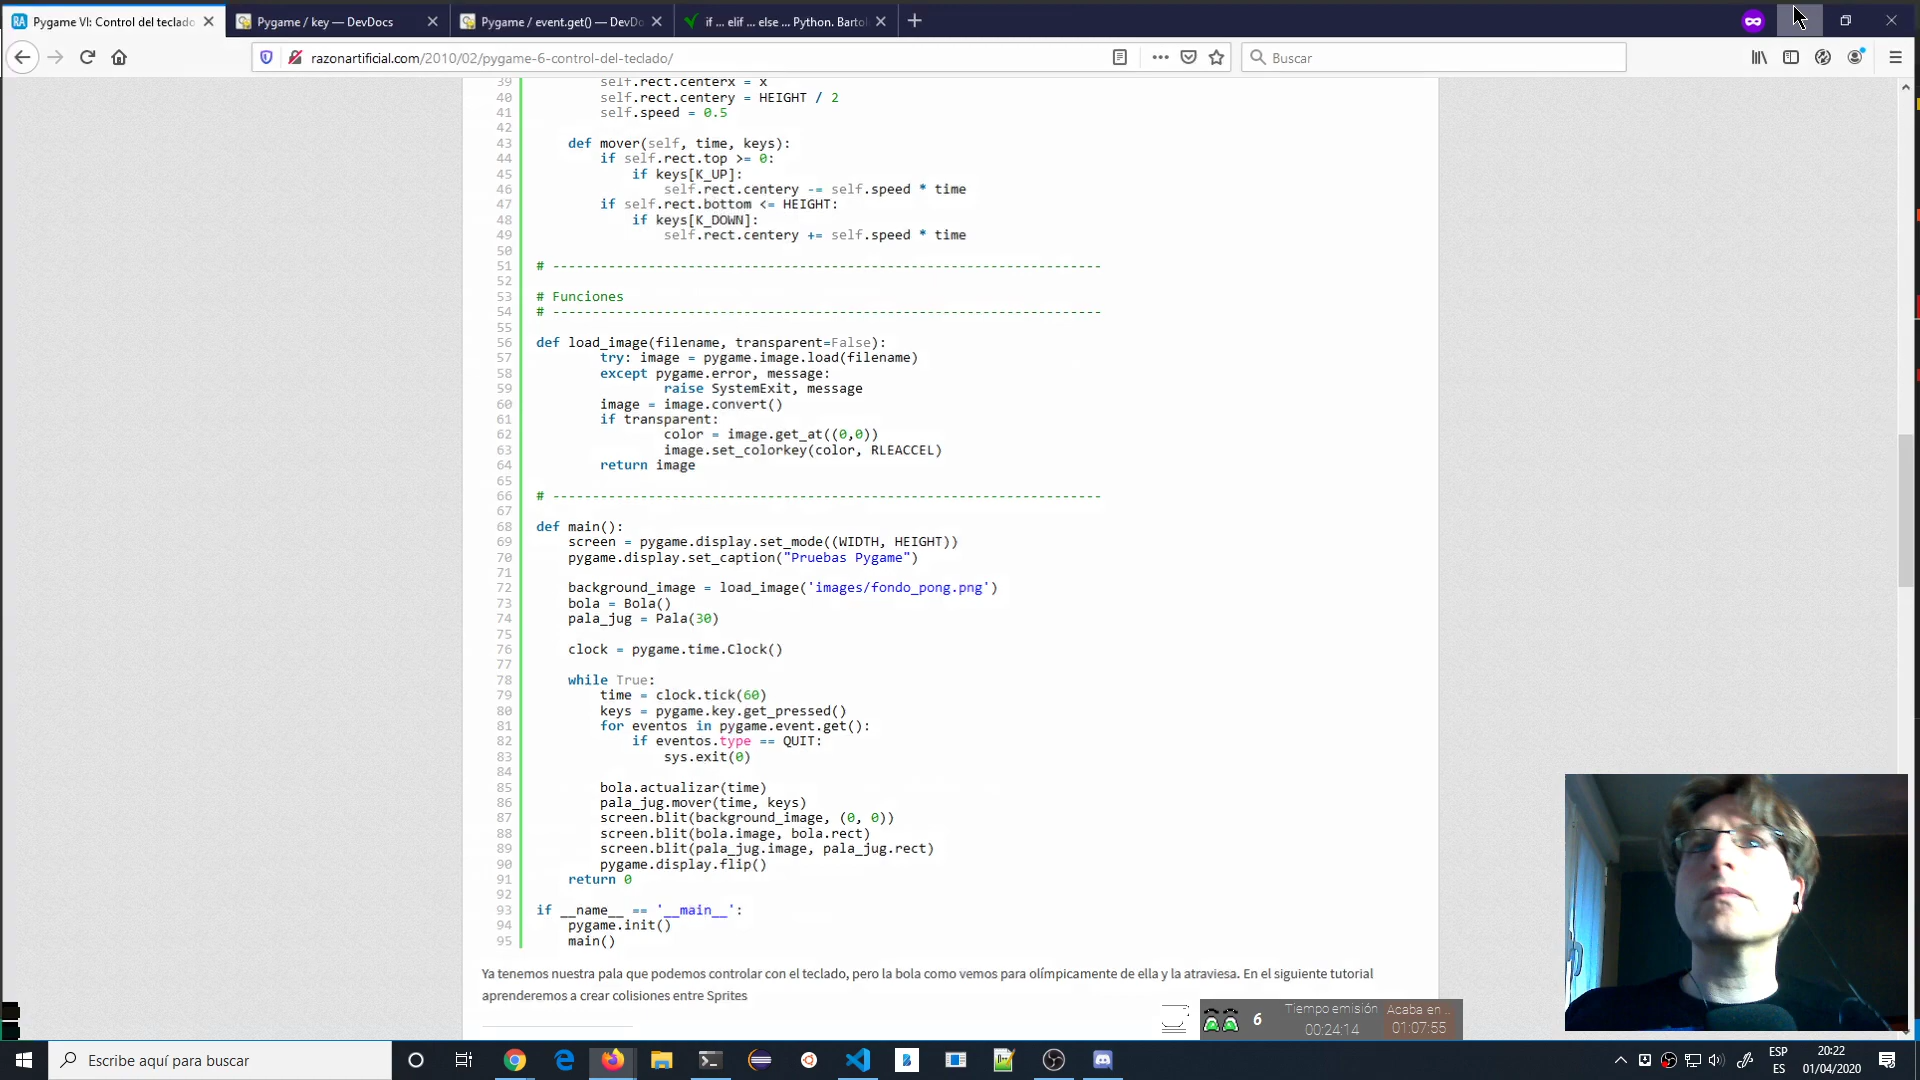 Pygame VI: Control del teclado
Pygame / key — DevDocs
Pygame / event.get() — DevDo
if ... elif ... else ... Python. Bartol
razonartificial.com/2010/02/pygame-6-control-del-teclado/
Buscar
39 self.rect.centerx = x
40 self.rect.centery = HEIGHT / 2
41 self.speed = 0.5
42
43 def mover(self, time, keys):
44 if self.rect.top >= 0:
45 if keys[K_UP]:
46 self.rect.centery -= self.speed * time
47 if self.rect.bottom <= HEIGHT:
48 if keys[K_DOWN]:
49 self.rect.centery += self.speed * time
50
51 # ---------------------------------------------------------------------
52
53 # Funciones
54 # ---------------------------------------------------------------------
55
56 def load_image(filename, transparent=False):
57 try: image = pygame.image.load(filename)
58 except pygame.error, message:
59 raise SystemExit, message
60 image = image.convert()
61 if transparent:
62 color = image.get_at((0,0))
63 image.set_colorkey(color, RLEACCEL)
64 return image
65
66 # ---------------------------------------------------------------------
67
68 def main():
69 screen = pygame.display.set_mode((WIDTH, HEIGHT))
70 pygame.display.set_caption("Pruebas Pygame")
71
72 background_image = load_image('images/fondo_pong.png')
73 bola = Bola()
74 pala_jug = Pala(30)
75
76 clock = pygame.time.Clock()
77
78 while True:
79 time = clock.tick(60)
80 keys = pygame.key.get_pressed()
81 for eventos in pygame.event.get():
82 if eventos.type == QUIT:
83 sys.exit(0)
84
85 bola.actualizar(time)
86 pala_jug.mover(time, keys)
87 screen.blit(background_image, (0, 0))
88 screen.blit(bola.image, bola.rect)
89 screen.blit(pala_jug.image, pala_jug.rect)
90 pygame.display.flip()
91 return 0
92
93 if __name__ == '__main__':
94 pygame.init()
95 main()
Ya tenemos nuestra pala que podemos controlar con el teclado, pero la bola como vemos para olímpicamente de ella y la atraviesa. En el siguiente tutorial
aprenderemos a crear colisiones entre Sprites
6
Tiempo emisión
00:24:14
Acaba en ..
01:07:55
Escribe aquí para buscar
ESP
ES
20:22
01/04/2020